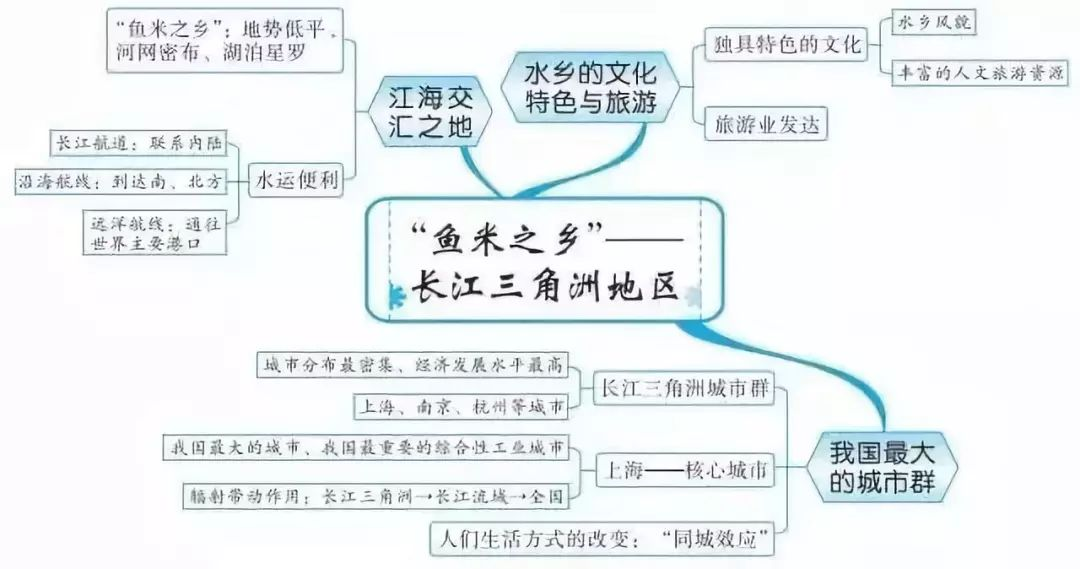 “鱼米之乡”——
长江三角洲地区
江海交
汇之地
“鱼米之乡”：地势低平、
河网密布、湖泊星罗
水运便利
长江航道：联系内陆
沿海航线：到达南、北方
远洋航线：通往
世界主要港口
水乡的文化
特色与旅游
独具特色的文化
水乡风貌
丰富的人文旅游资源
旅游业发达
我国最大
的城市群
长江三角洲城市群
城市分布最密集、经济发展水平最高
上海、南京、杭州等城市
上海——核心城市
我国最大的城市、我国最重要的综合性工业城市
辐射带动作用：长江三角洲→长江流域→全国
人们生活方式的改变：“同城效应”